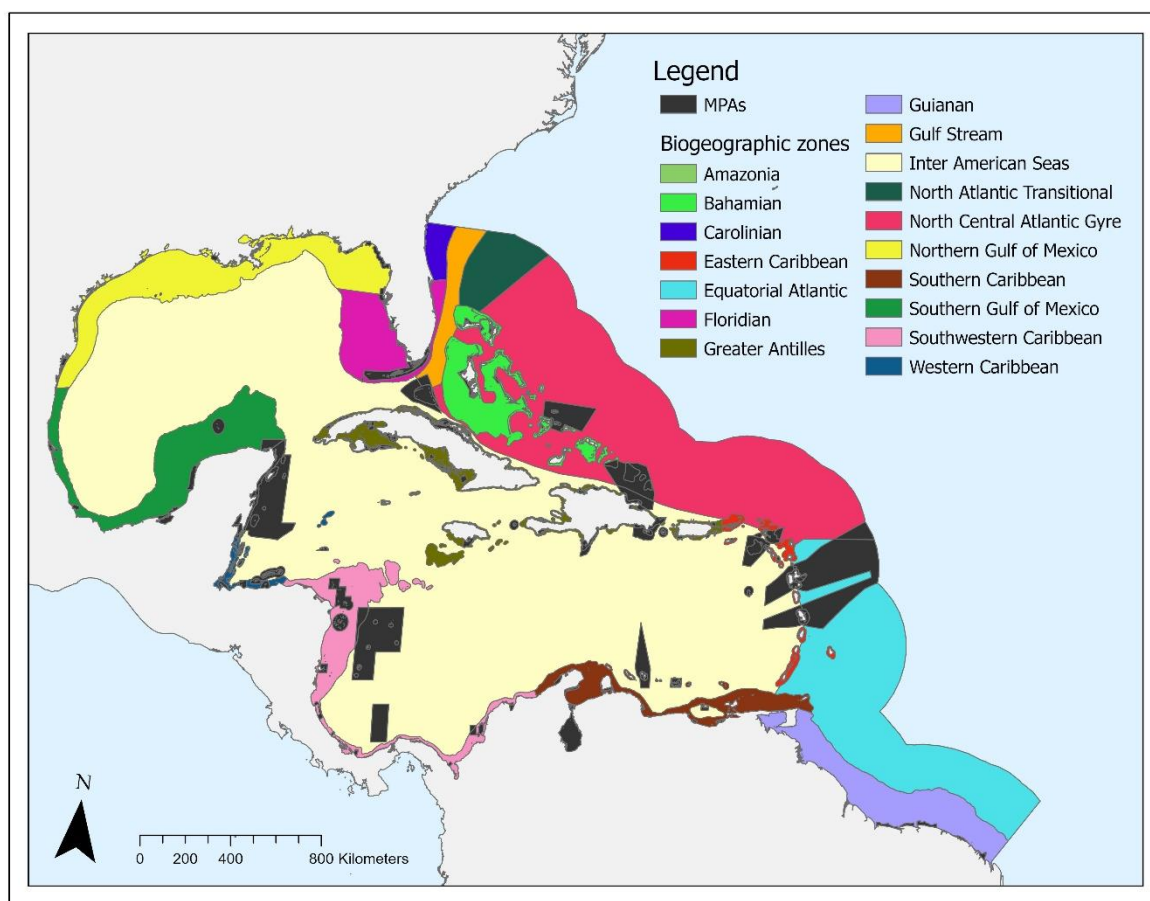 Legend
MPAs
Biogeographic zones
Amazonia
Bahamian
Carolinian
Eastern Caribbean
Equatorial Atlantic
Floridian
Greater Antilles
Guianan
Gulf Stream
Inter American Seas
North Atlantic Transitional
North Central Atlantic Gyre
Northern Gulf of Mexico
Southern Caribbean
Southern Gulf of Mexico
Southwestern Caribbean
Western Caribbean
N
0 200 400 800 Kilometers